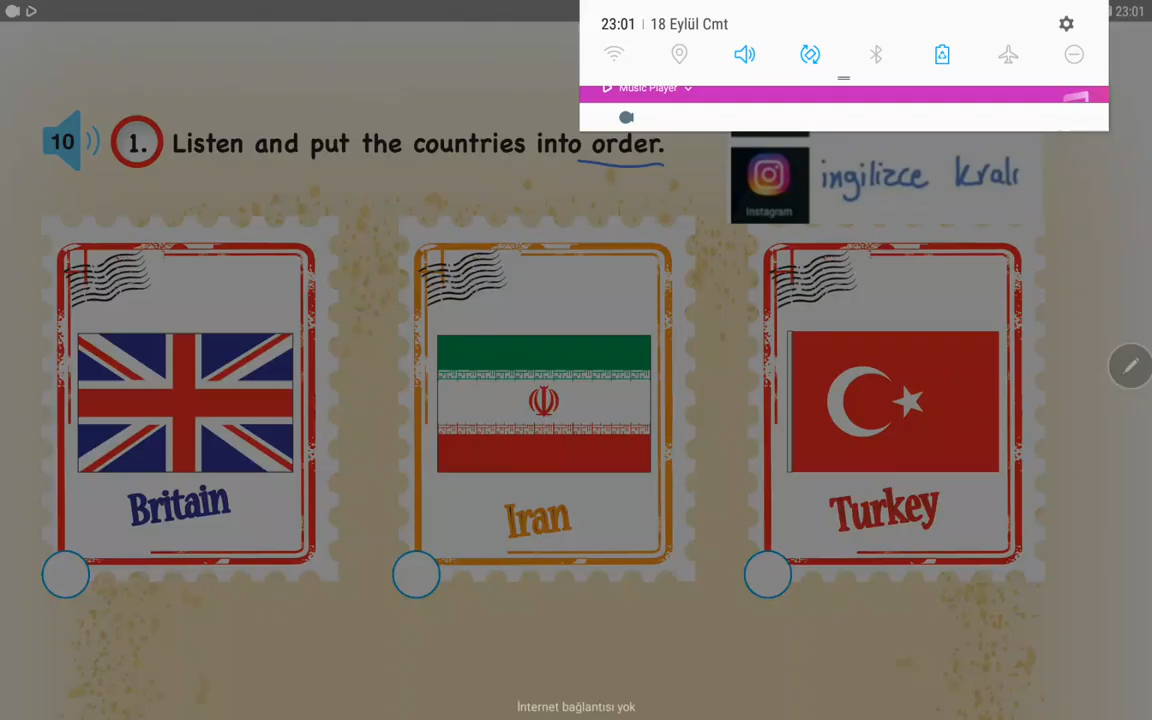 23:01
23:01 | 18 Eylül Cmt
Music Player
10 1. Listen and put the countries into order.
Instagram
ingilizce kralı
Britain
Iran
Turkey
İnternet bağlantısı yok